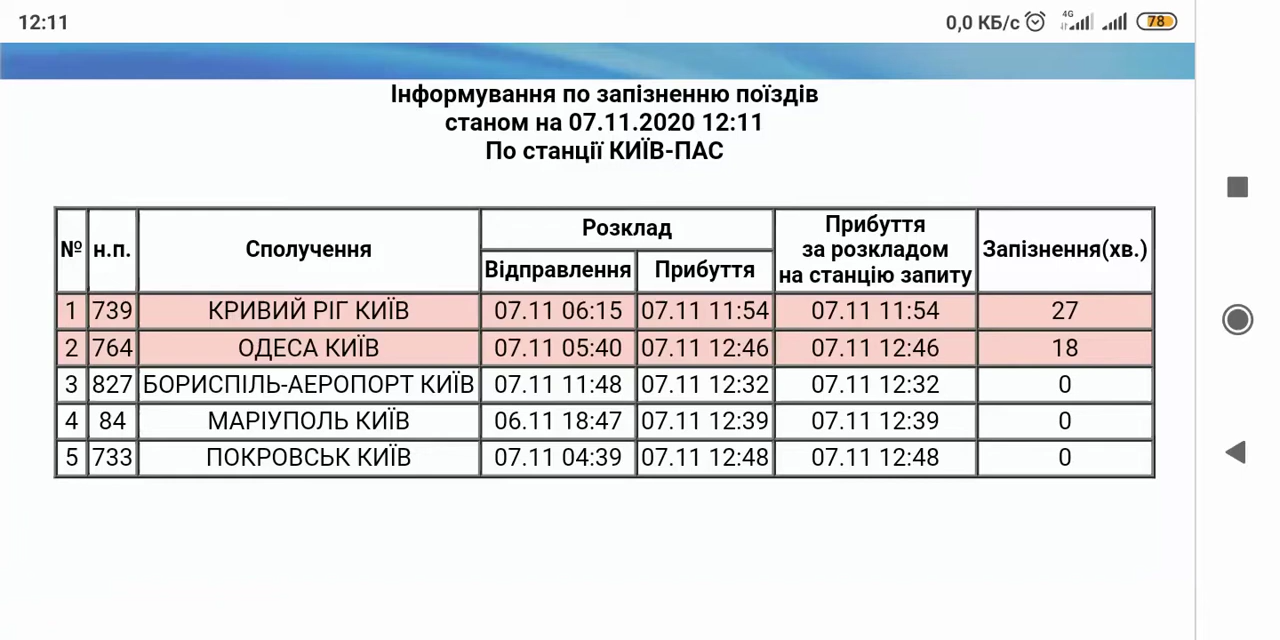 12:11
0,0 КБ/с 4G 78
Інформування по запізненню поїздів
станом на 07.11.2020 12:11
По станції КИЇВ-ПАС
№ н.п. Сполучення Розклад Прибуття за розкладом на станцію запиту Запізнення(хв.)
Відправлення Прибуття
1 739 КРИВИЙ РІГ КИЇВ 07.11 06:15 07.11 11:54 07.11 11:54 27
2 764 ОДЕСА КИЇВ 07.11 05:40 07.11 12:46 07.11 12:46 18
3 827 БОРИСПІЛЬ-АЕРОПОРТ КИЇВ 07.11 11:48 07.11 12:32 07.11 12:32 0
4 84 МАРІУПОЛЬ КИЇВ 06.11 18:47 07.11 12:39 07.11 12:39 0
5 733 ПОКРОВСЬК КИЇВ 07.11 04:39 07.11 12:48 07.11 12:48 0